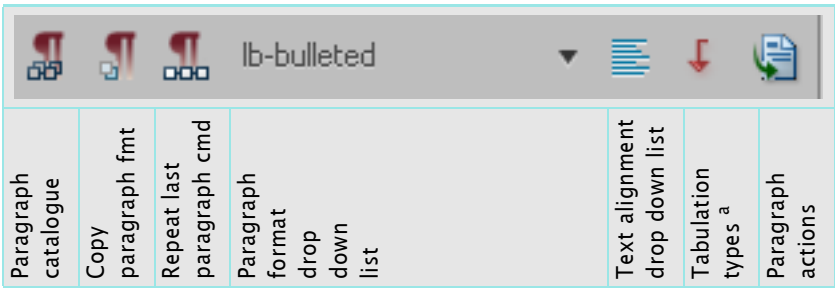 lb-bulleted
Paragraph
catalogue
Copy
paragraph fmt
Repeat last
paragraph cmd
Paragraph
format
drop
down
list
Text alignment
drop down list
Tabulation
types a
Paragraph
actions